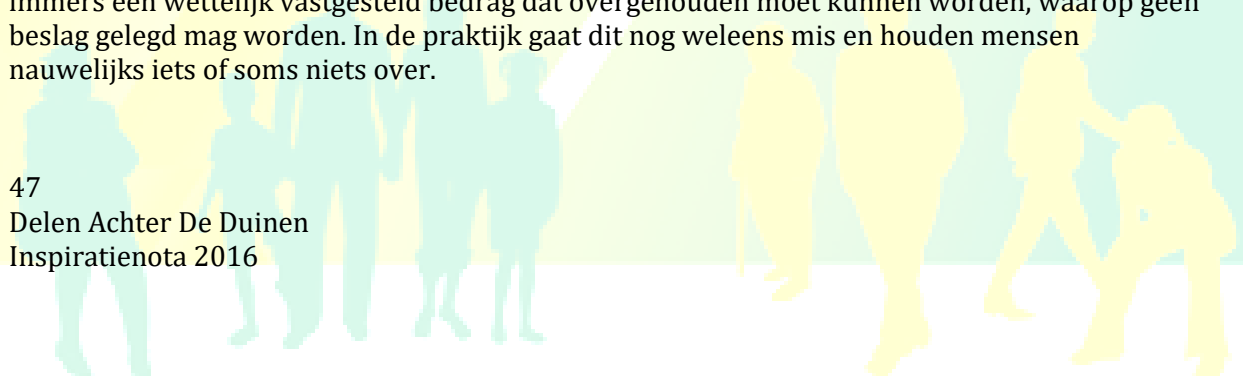 immers een wettelijk vastgesteld bedrag dat overgehouden moet kunnen worden, waarop geen
beslag gelegd mag worden. In de praktijk gaat dit nog weleens mis en houden mensen
nauwelijks iets of soms niets over.
47
Delen Achter De Duinen
Inspiratienota 2016